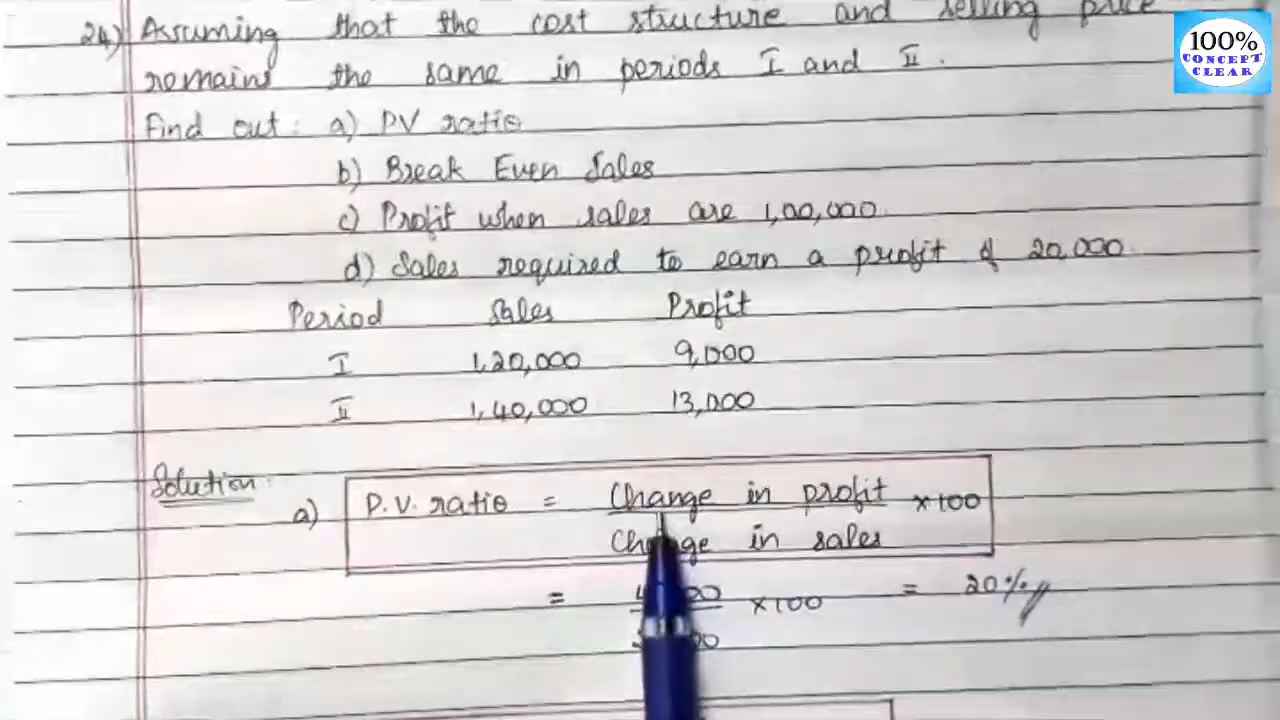 24) Assuming that the cost structure and selling price
remains the same in periods I and II.
Find out: a) PV ratio
b) Break Even Sales
c) Profit when sales are 1,00,000.
d) Sales required to earn a profit of 20,000.
Period Sales Profit
I 1,20,000 9,000
II 1,40,000 13,000
Solution:
a) P.V. ratio = Change in profit × 100
Change in sales
= ×100 = 20%
100%
CONCEPT
CLEAR